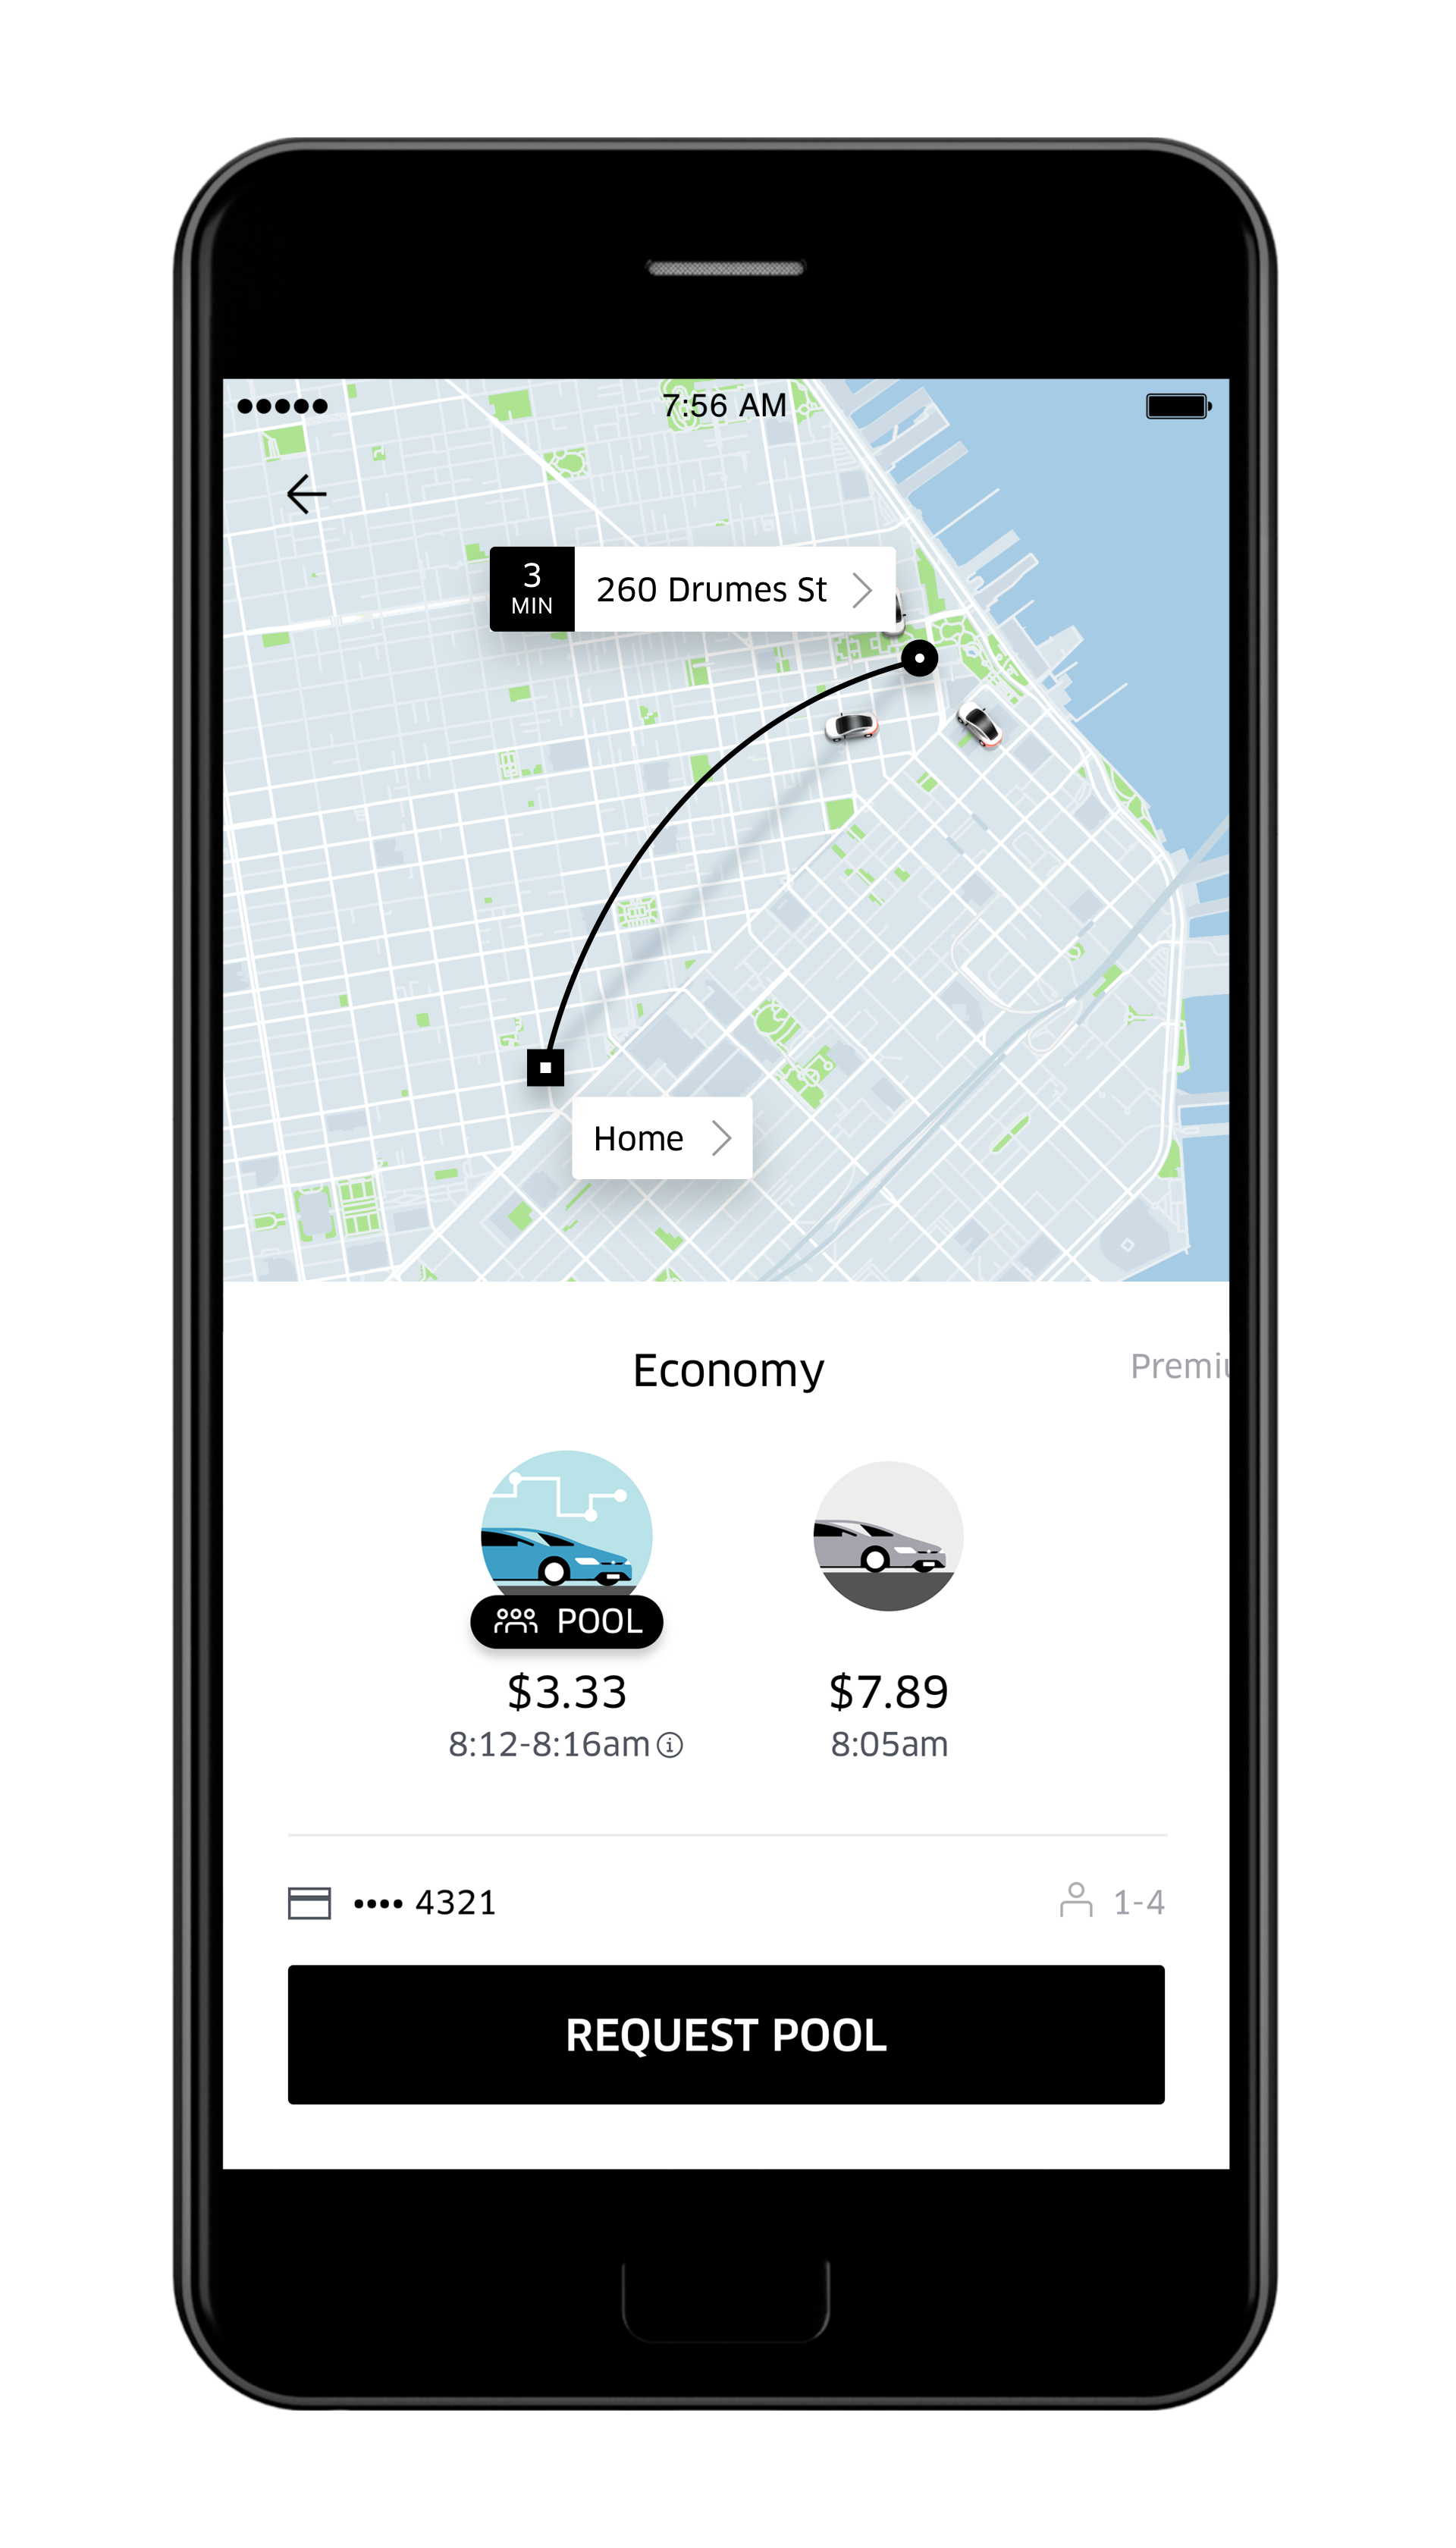 7:56 AM
3
MIN
260 Drumes St
Home
Economy
Premiu
POOL
$3.33
$7.89
8:12-8:16am
8:05am
•••• 4321
1-4
REQUEST POOL